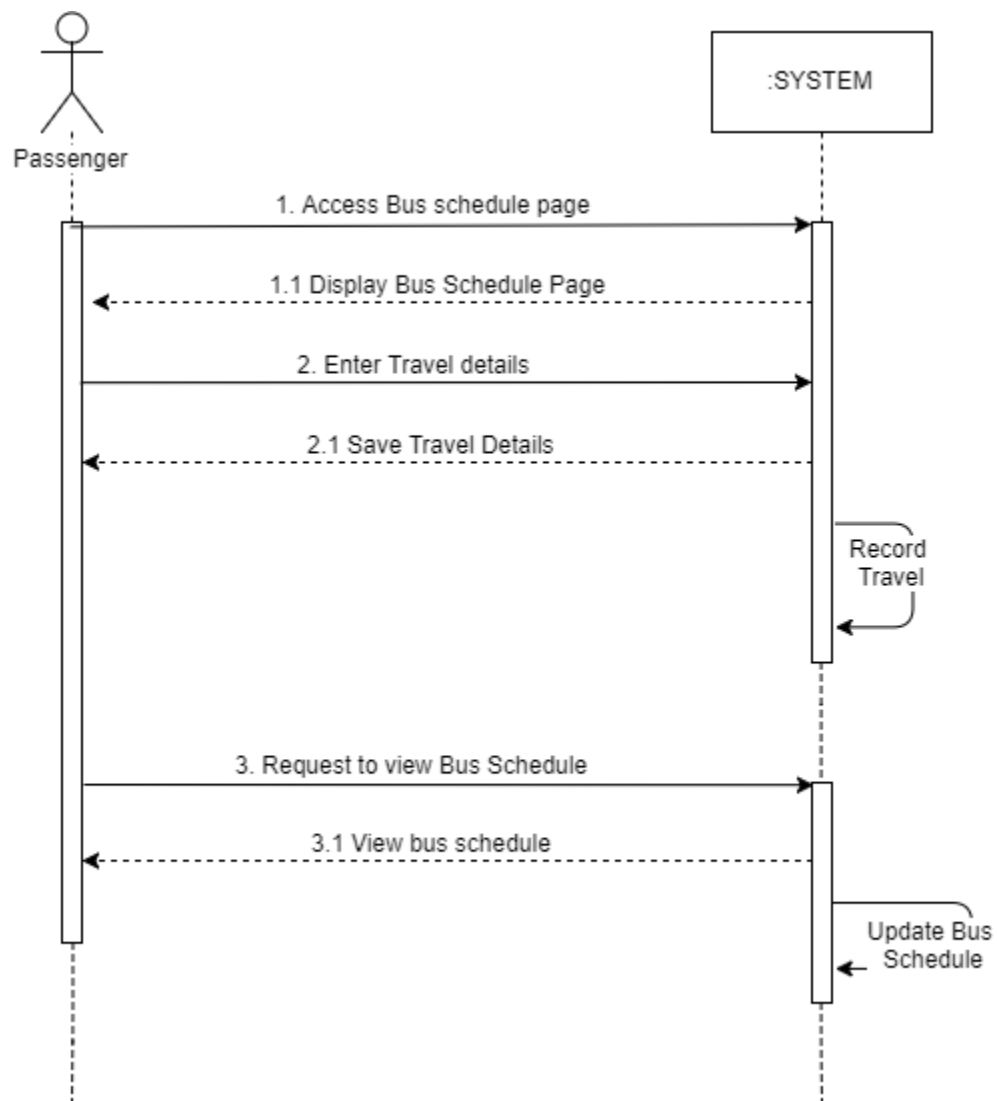 :SYSTEM
Passenger
1. Access Bus schedule page
1.1 Display Bus Schedule Page
2. Enter Travel details
2.1 Save Travel Details
Record
Travel
3. Request to view Bus Schedule
3.1 View bus schedule
Update Bus
Schedule